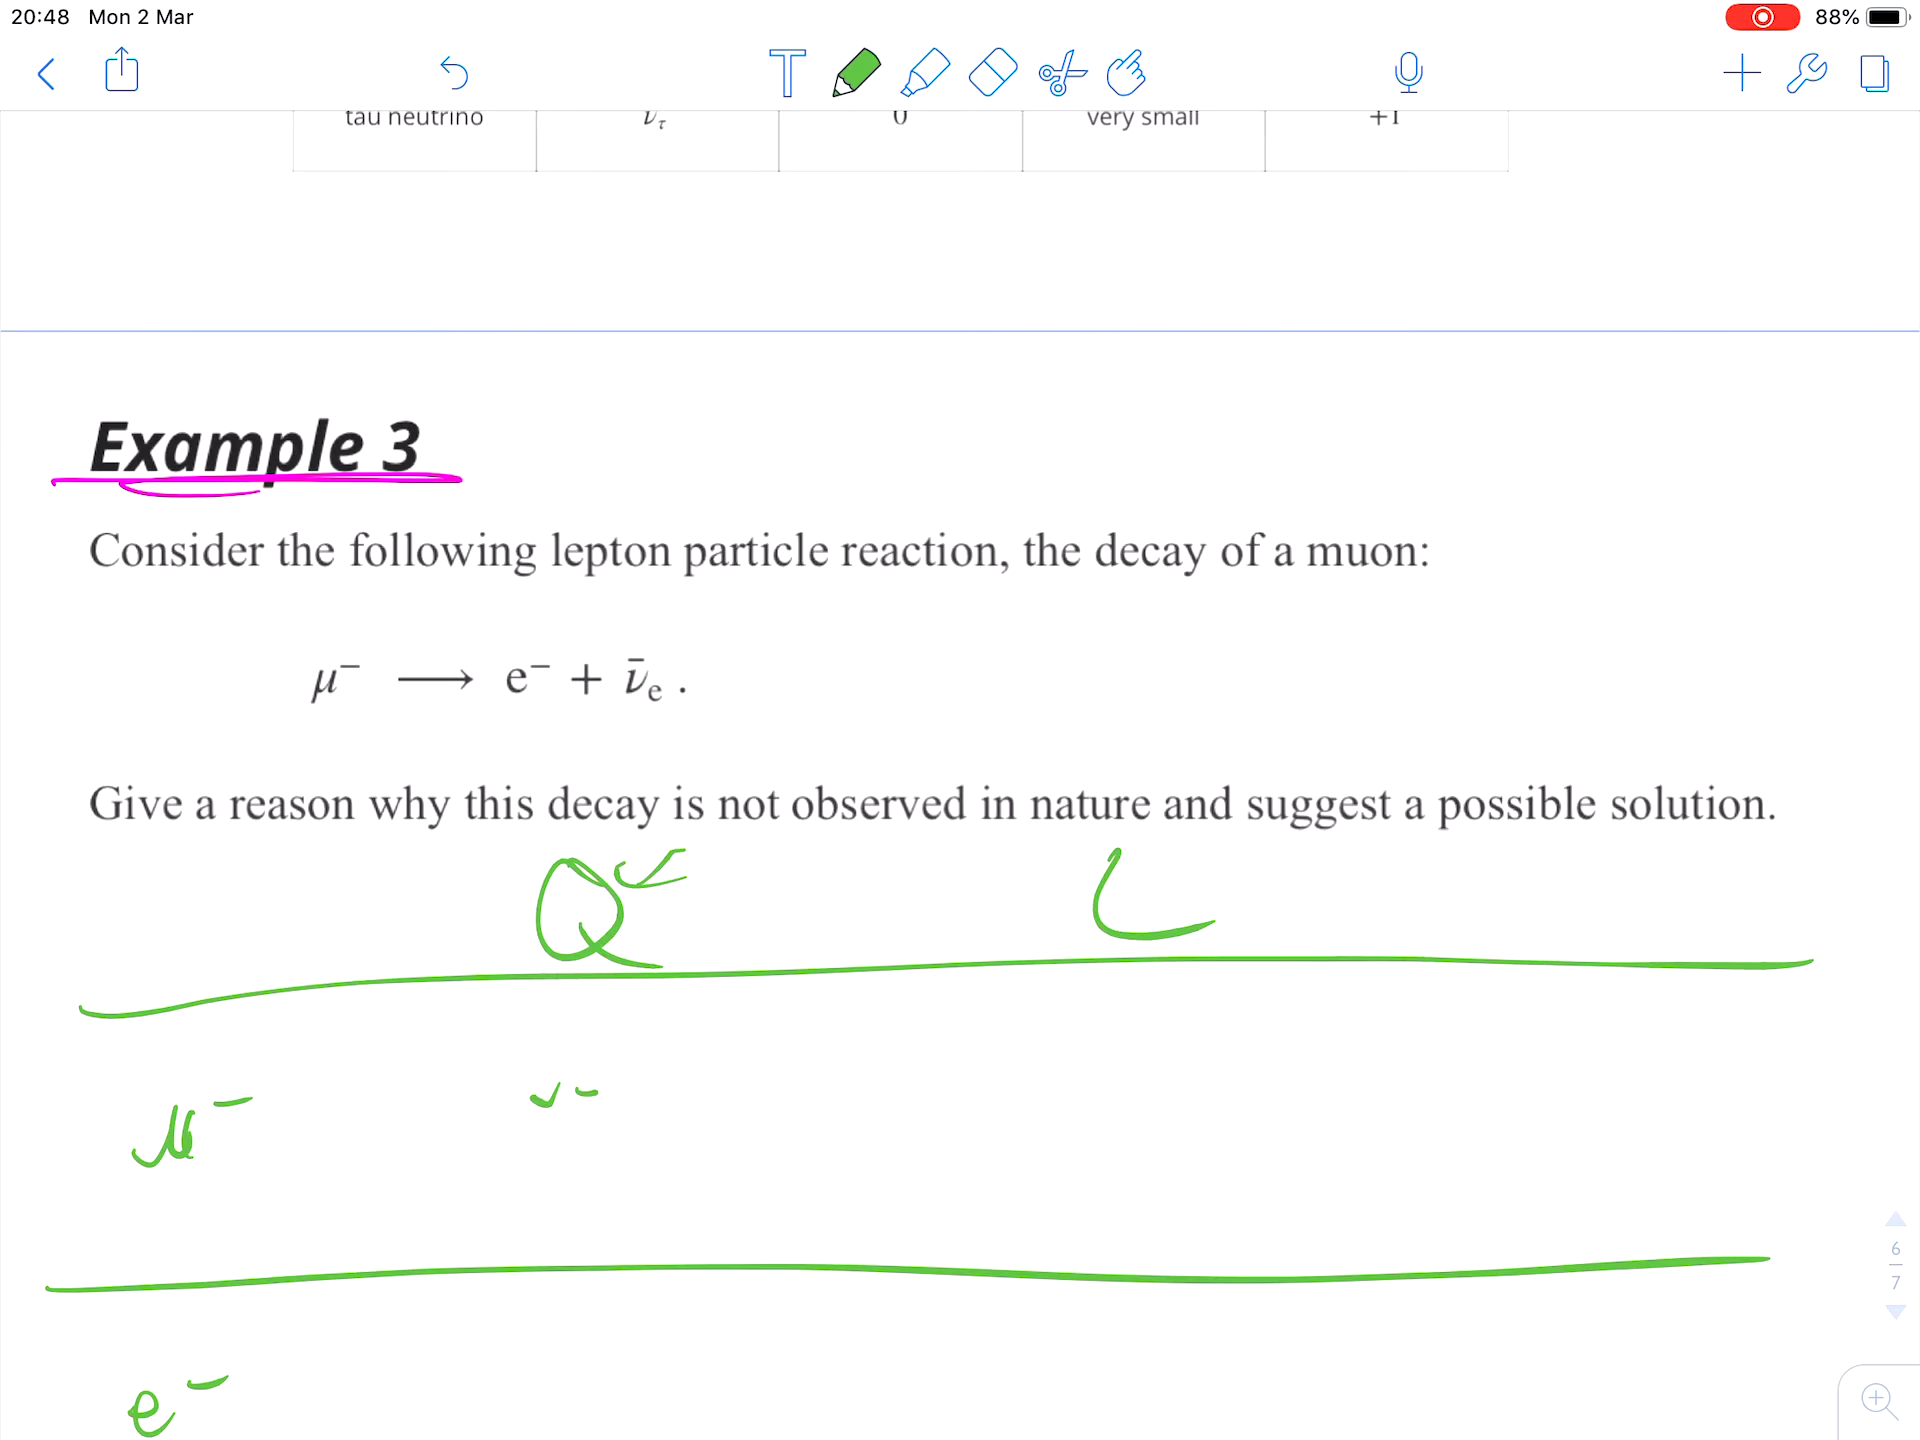 20:48 Mon 2 Mar 88%
T
tau neutrino ν_τ 0 very small +1
Example 3
Consider the following lepton particle reaction, the decay of a muon:
μ⁻ ⟶ e⁻ + ν̄ₑ .
Give a reason why this decay is not observed in nature and suggest a possible solution.
Q L
μ⁻
6
7
e⁻